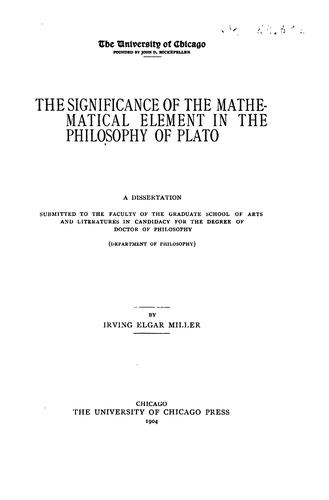 The University of Chicago
FOUNDED BY JOHN D. ROCKEFELLER
THE SIGNIFICANCE OF THE MATHE-
MATICAL ELEMENT IN THE
PHILOSOPHY OF PLATO
A DISSERTATION
SUBMITTED TO THE FACULTY OF THE GRADUATE SCHOOL OF ARTS
AND LITERATURES IN CANDIDACY FOR THE DEGREE OF
DOCTOR OF PHILOSOPHY
(DEPARTMENT OF PHILOSOPHY)
BY
IRVING ELGAR MILLER
CHICAGO
THE UNIVERSITY OF CHICAGO PRESS
1904